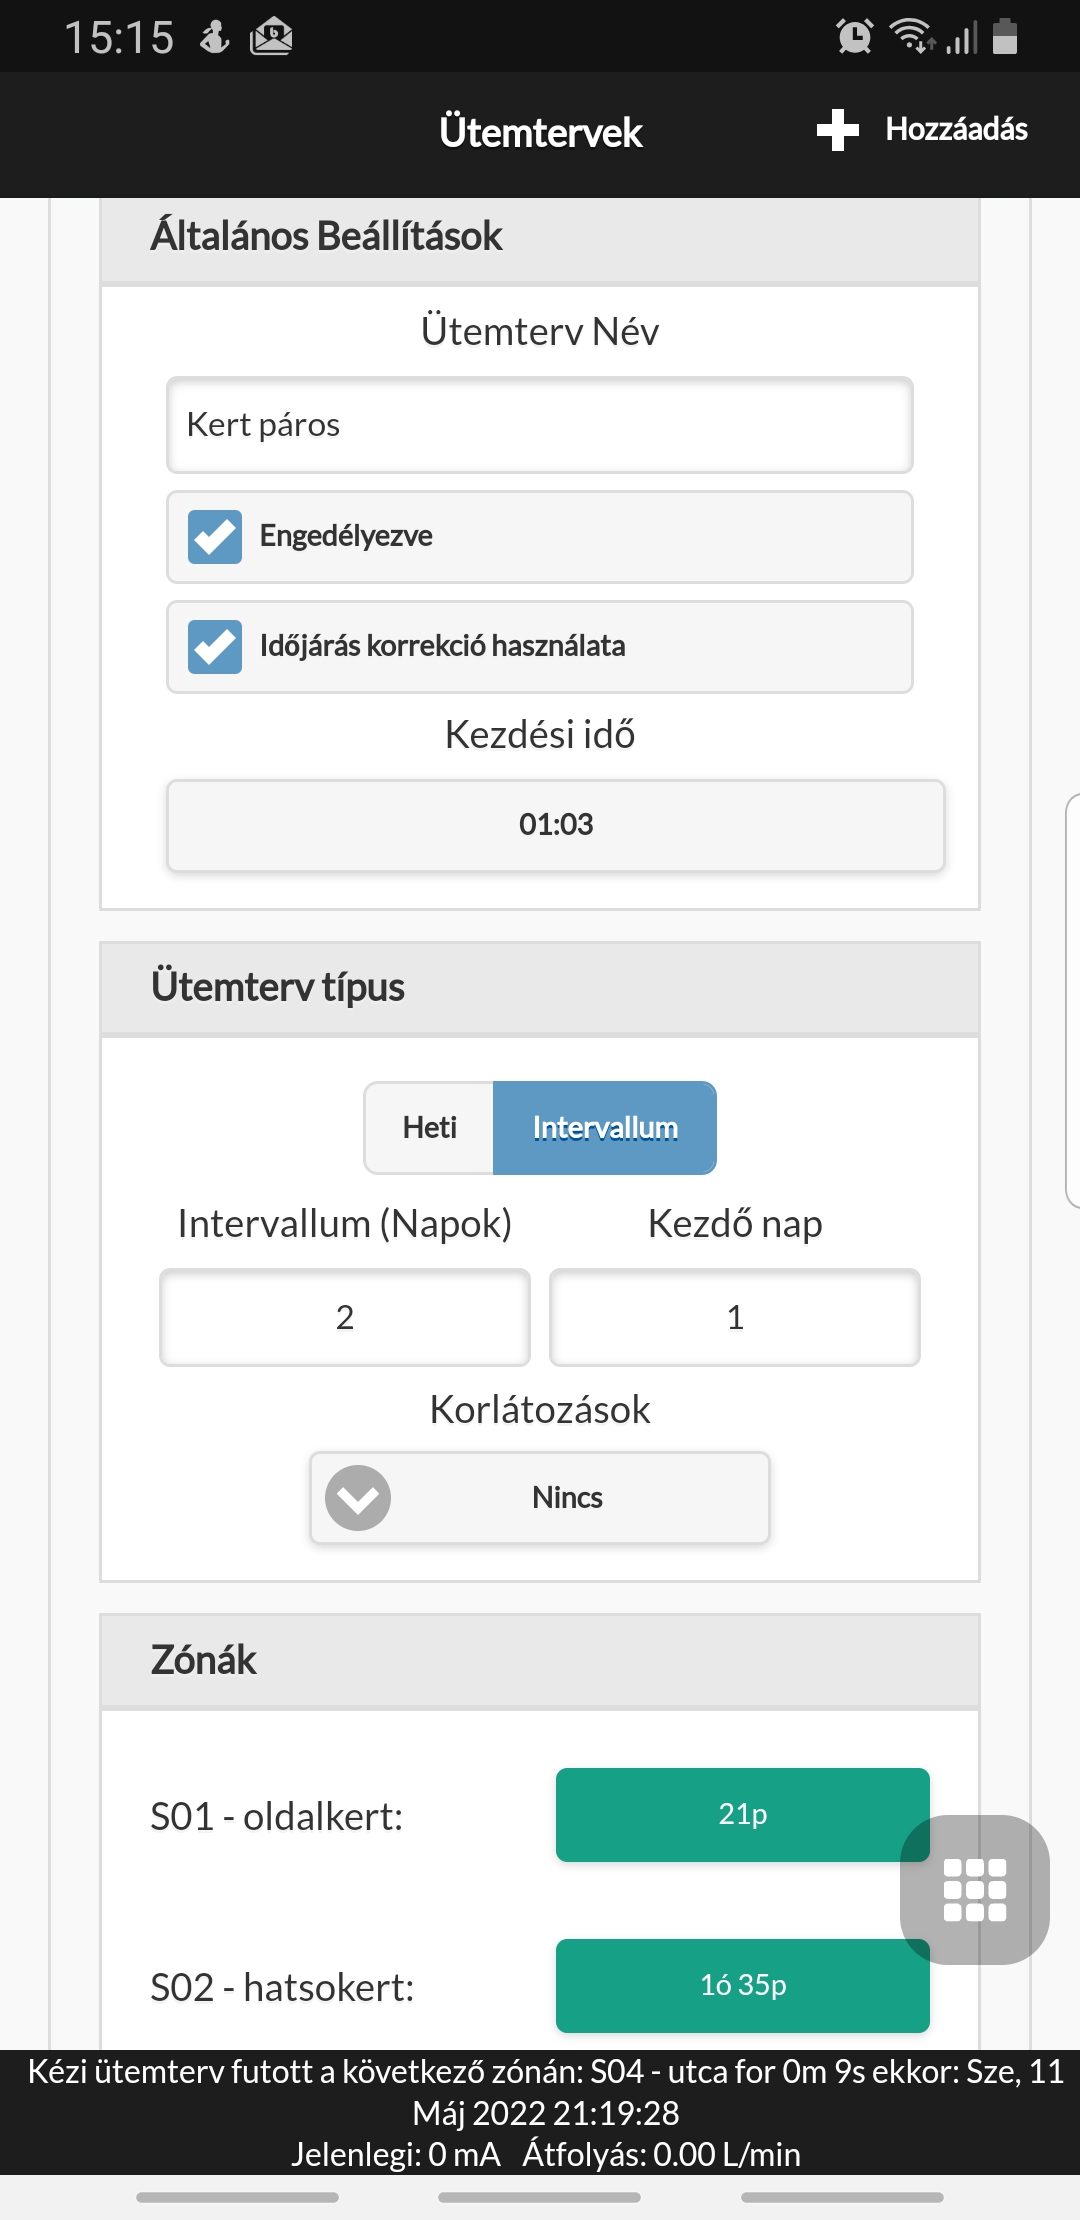 15:15
Ütemtervek
Hozzáadás
Általános Beállítások
Ütemterv Név
Kert páros
Engedélyezve
Időjárás korrekció használata
Kezdési idő
01:03
Ütemterv típus
Heti Intervallum
Intervallum (Napok) Kezdő nap
2 1
Korlátozások
Nincs
Zónák
S01 - oldalkert: 21p
S02 - hatsokert: 1ó 35p
Kézi ütemterv futott a következő zónán: S04 - utca for 0m 9s ekkor: Sze, 11
Máj 2022 21:19:28
Jelenlegi: 0 mA Átfolyás: 0.00 L/min